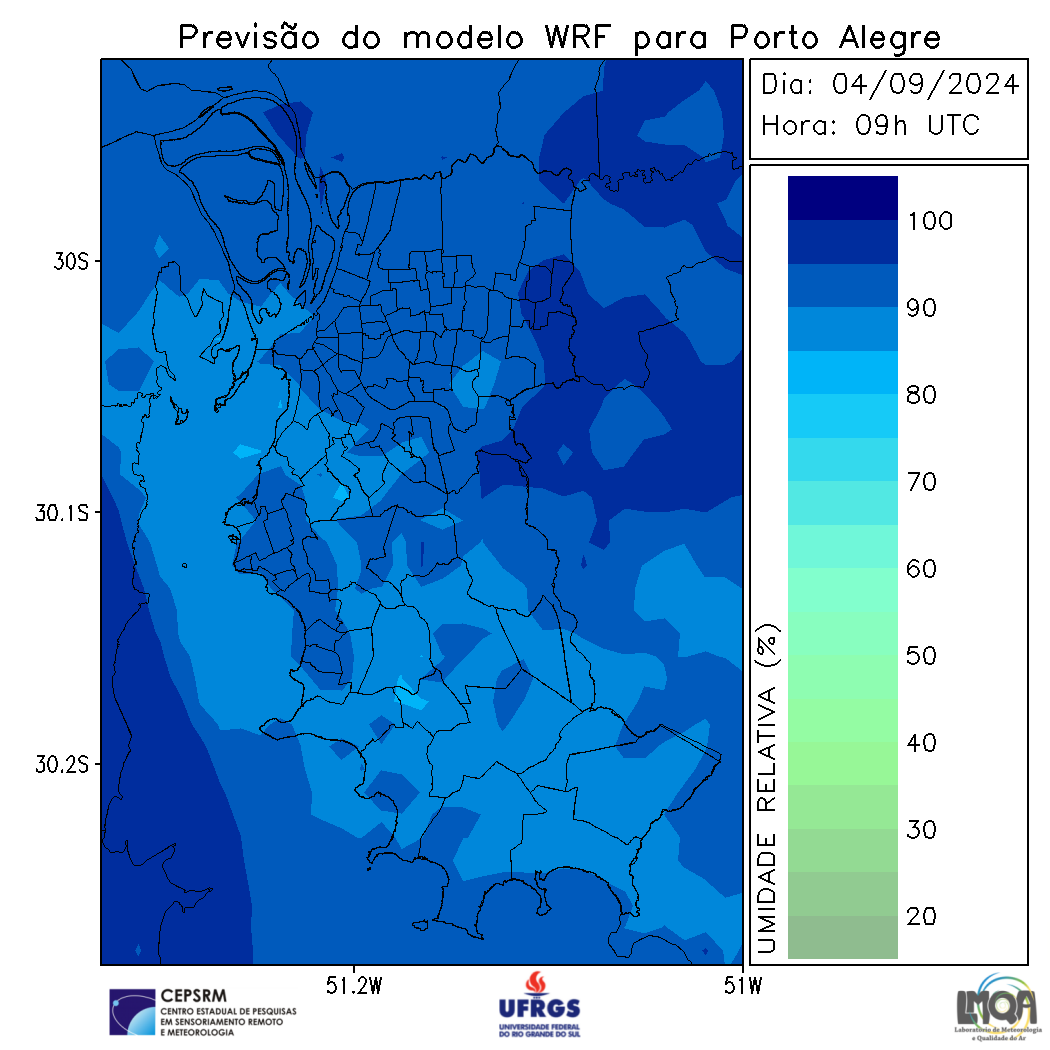 Previsão do modelo WRF para Porto Alegre
Dia: 04/09/2024
Hora: 09h UTC
30S
30.1S
30.2S
51.2W
51W
100
90
80
70
60
50
40
30
20
UMIDADE RELATIVA (%)
CEPSRM
CENTRO ESTADUAL DE PESQUISAS
EM SENSORIAMENTO REMOTO
E METEOROLOGIA
UFRGS
UNIVERSIDADE FEDERAL
DO RIO GRANDE DO SUL
LMQA
Laboratório de Meteorologia
e Qualidade do Ar